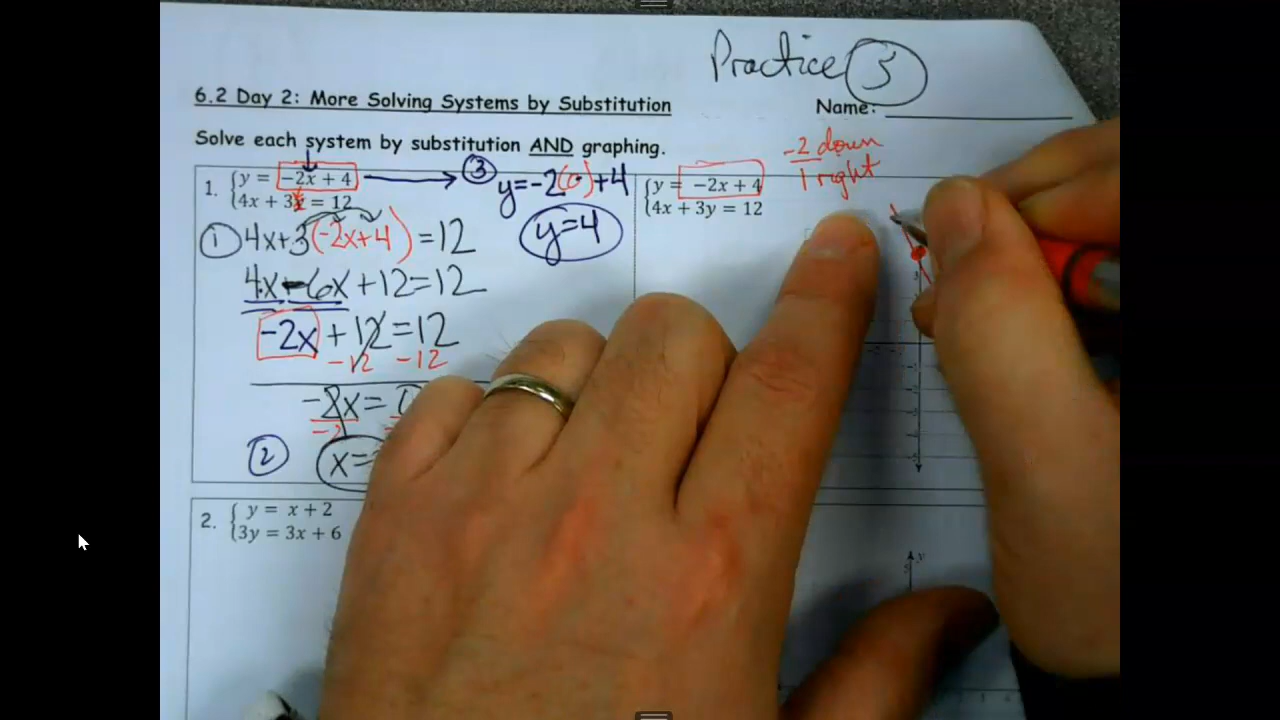 Practice 3
6.2 Day 2: More Solving Systems by Substitution
Name:
Solve each system by substitution AND graphing.
1. {y = -2x + 4
{4x + 3y = 12
③ y=-2(0)+4
y=4
① 4x+3(-2x+4)=12
4x-6x+12=12
-2x+12=12
-12 -12
-2x=0
-2
② x=
{y = -2x + 4
{4x + 3y = 12
-2 down
1 right
2. {y = x + 2
{3y = 3x + 6
y